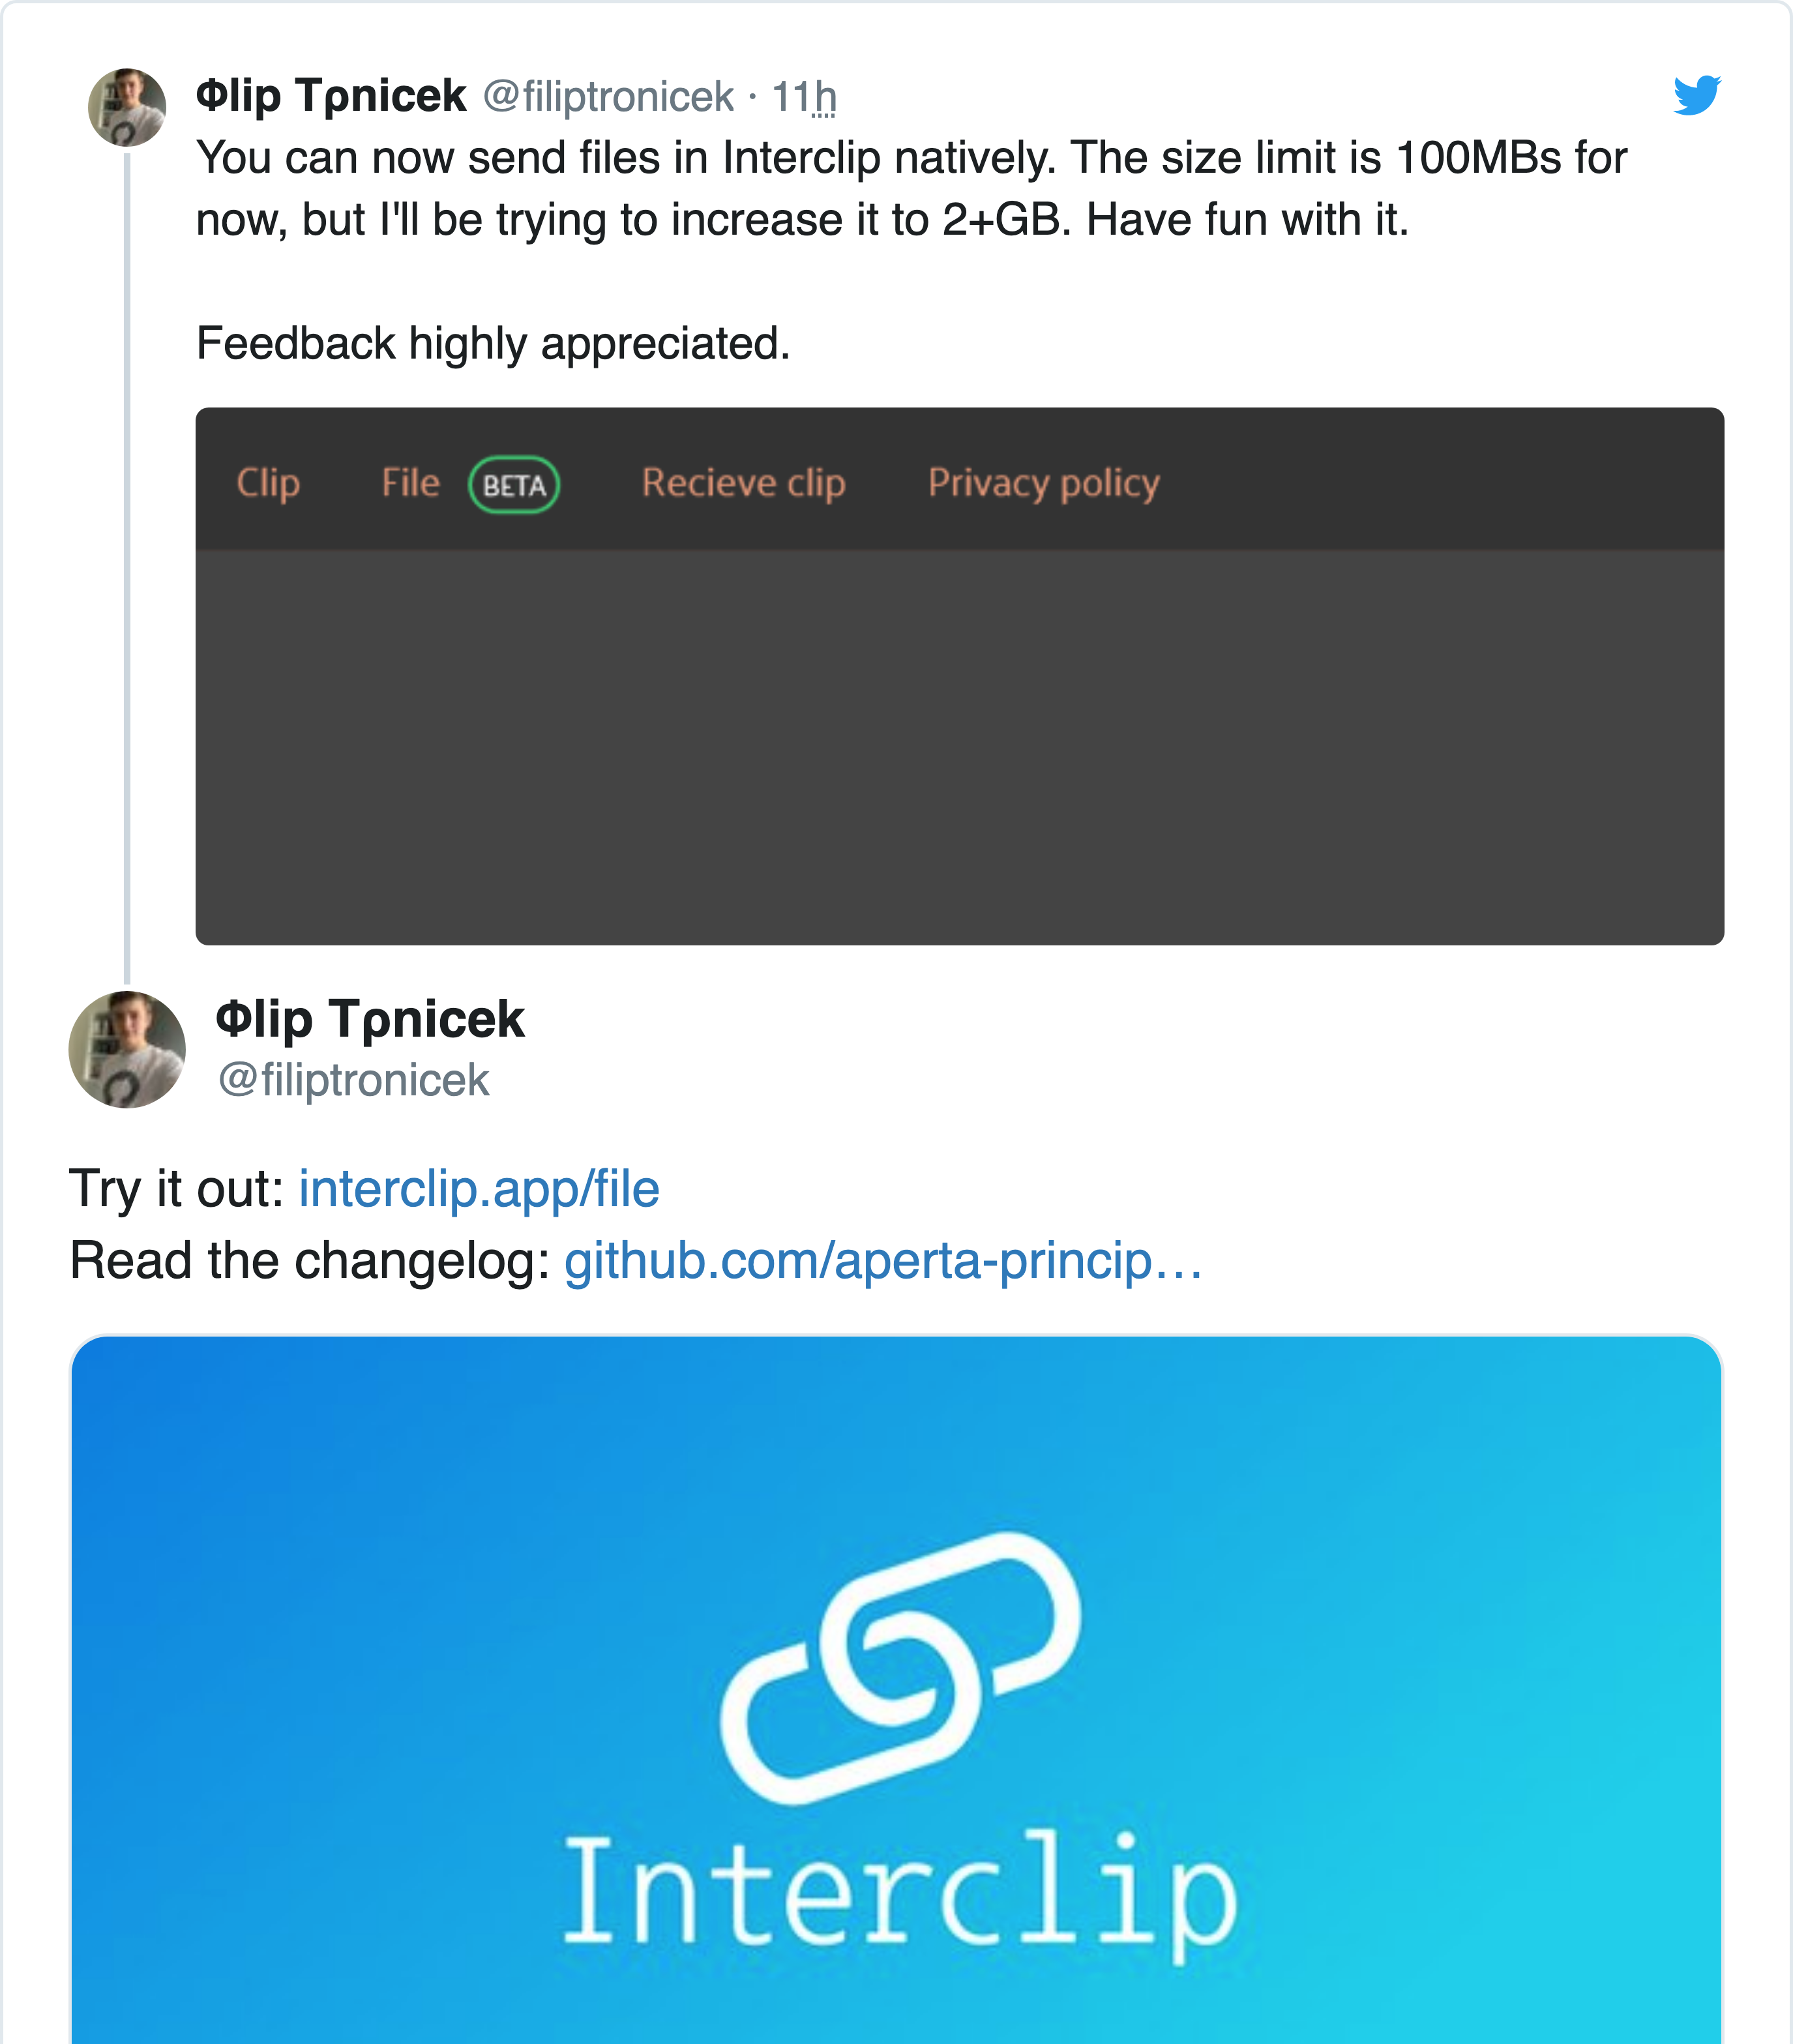 Φlip Tρnicek @filiptronicek · 11h
You can now send files in Interclip natively. The size limit is 100MBs for
now, but I'll be trying to increase it to 2+GB. Have fun with it.
Feedback highly appreciated.
Clip File BETA Recieve clip Privacy policy
Φlip Tρnicek
@filiptronicek
Try it out: interclip.app/file
Read the changelog: github.com/aperta-princip…
Interclip